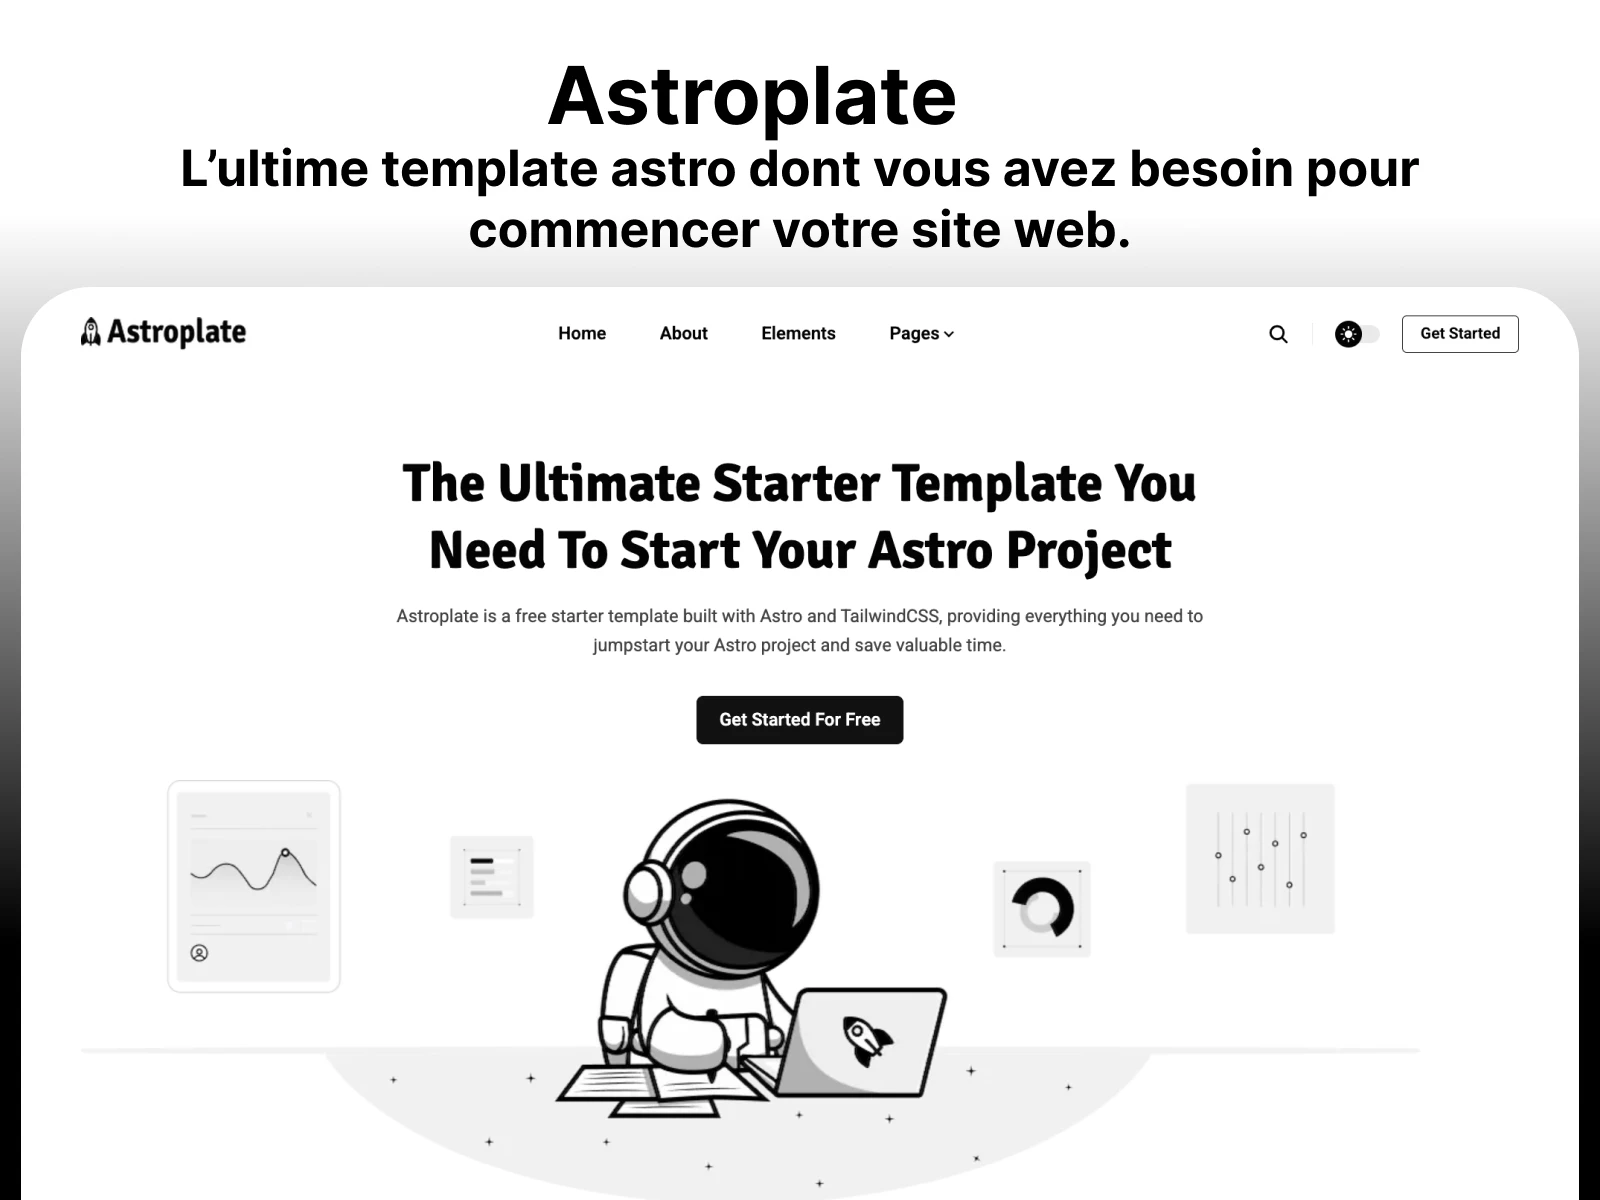 Astroplate
L’ultime template astro dont vous avez besoin pour
commencer votre site web.
Astroplate
Home
About
Elements
Pages
Get Started
The Ultimate Starter Template You
Need To Start Your Astro Project
Astroplate is a free starter template built with Astro and TailwindCSS, providing everything you need to
jumpstart your Astro project and save valuable time.
Get Started For Free